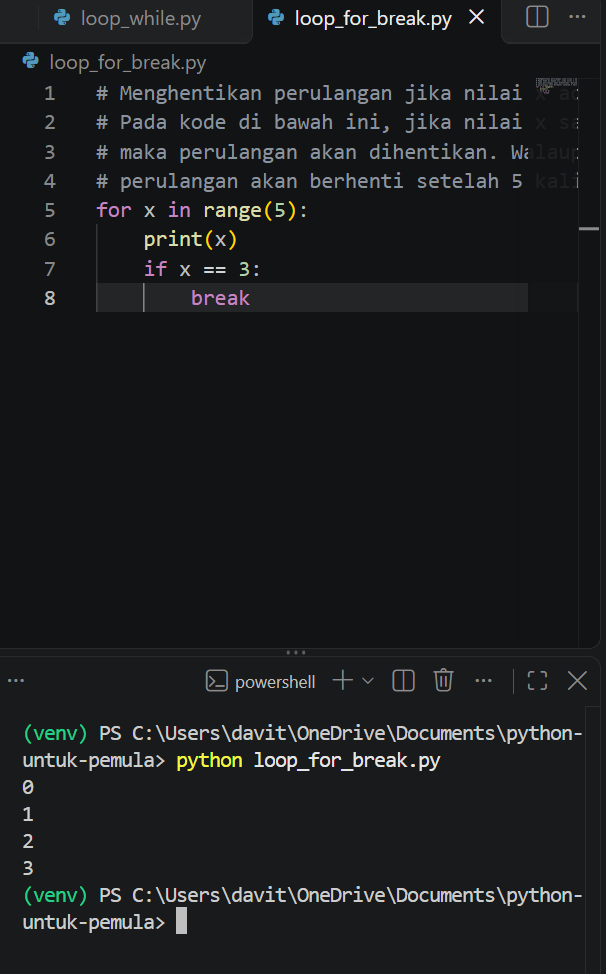 loop_while.py
loop_for_break.py
loop_for_break.py
1 # Menghentikan perulangan jika nilai x
2 # Pada kode di bawah ini, jika nilai x
3 # maka perulangan akan dihentikan.
4 # perulangan akan berhenti setelah 5 kali
5 for x in range(5):
6 print(x)
7 if x == 3:
8 break
powershell
(venv) PS C:\Users\davit\OneDrive\Documents\python-
untuk-pemula> python loop_for_break.py
0
1
2
3
(venv) PS C:\Users\davit\OneDrive\Documents\python-
untuk-pemula>